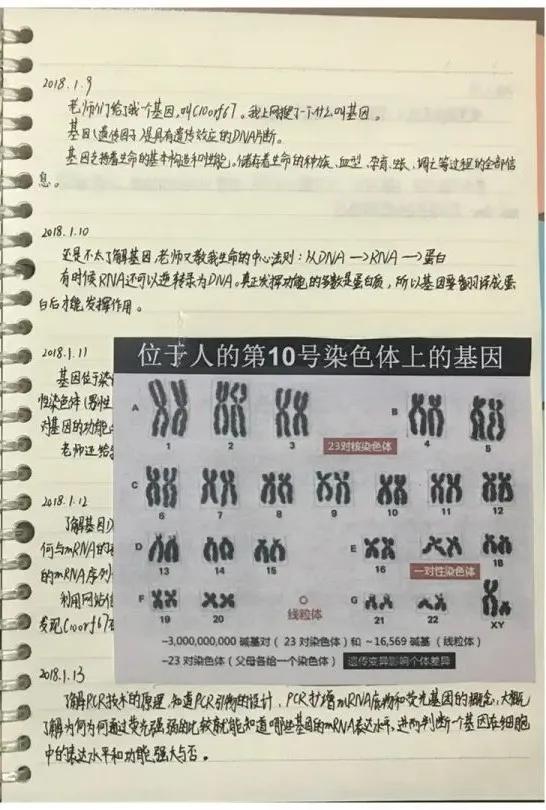 2018.1.9
老师们给了我一个基因,叫C10orf67。我上网搜了一下什么叫基因。
基因(遗传因子)是具有遗传效应的DNA片断。
基因支持着生命的基本构造和性能。储存着生命的种族、血型、孕育、生长、凋亡等过程的全部信
息。
2018.1.10
还是不太了解基因,老师又教我生命的中心法则:从DNA→RNA→蛋白
有时候RNA还可以逆转录为DNA。真正发挥功能的多数是蛋白质,所以基因要翻译成蛋
白后才能发挥作用。
2018.1.11
基因位于染
性染色体(男性
对基因的功能
老师还给
2018.1.12
了解基因
何与mRNA的
的mRNA序列
利用网站
发现C10orf67
位于人的第10号染色体上的基因
A 1 2 3 B 4 5
23对核染色体
C 6 7 8 9 10 11 12
D 13 14 15 E 16 18
一对性染色体
F 19 20 线粒体 G 21 22 XY
–3,000,000,000 碱基对( 23 对染色体)和 ~16,569 碱基(线粒体)
–23 对染色体(父母各给一个染色体) 遗传变异影响个体差异
2018.1.13
了解PCR技术的原理,知道PCR引物的设计,PCR扩增mRNA底物和荧光基因的概念,大概
了解为何为何通过荧光强弱的比较就能知道哪些基因的mRNA表达水平,进而判断一个基因在细胞
中的表达水平和功能强大与否。